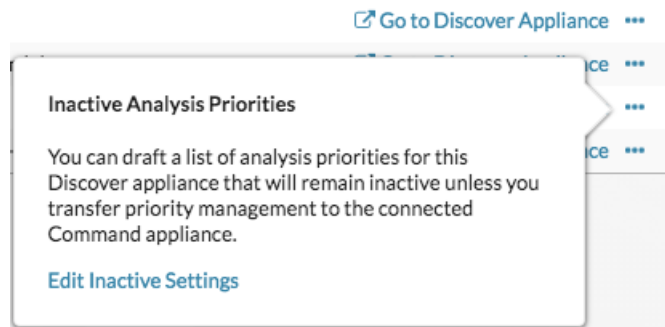 Go to Discover Appliance •••
•••
Inactive Analysis Priorities
•••
You can draft a list of analysis priorities for this
•••
Discover appliance that will remain inactive unless you
transfer priority management to the connected
Command appliance.
Edit Inactive Settings